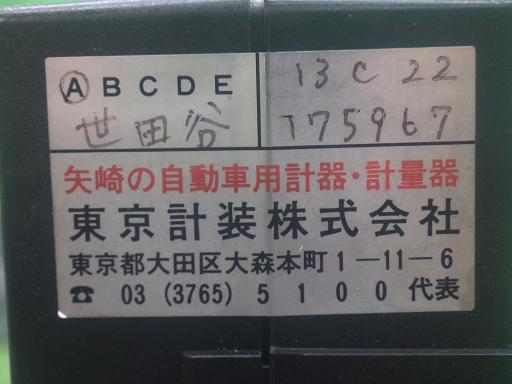 A B C D E
13 C 22
世田谷
175967
矢崎の自動車用計器・計量器
東京計装株式会社
東京都大田区大森本町1-11-6
☎ 03 (3765) 5100 代表